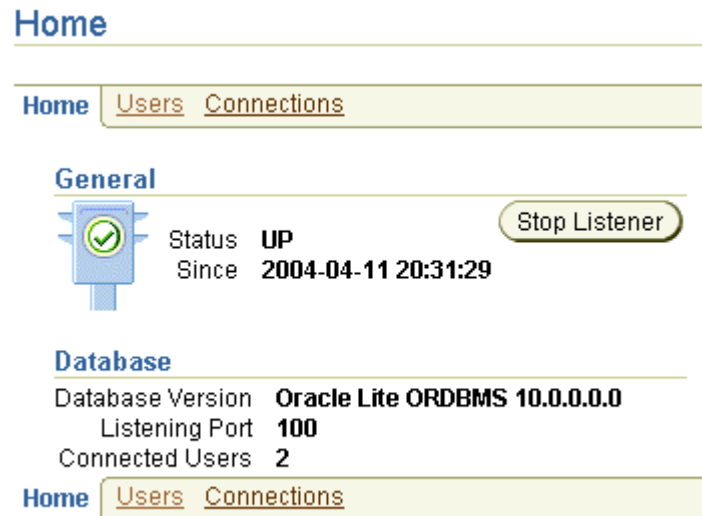 Home
Home Users Connections
General
Stop Listener
Status UP
Since 2004-04-11 20:31:29
Database
Database Version Oracle Lite ORDBMS 10.0.0.0.0
Listening Port 100
Connected Users 2
Home Users Connections